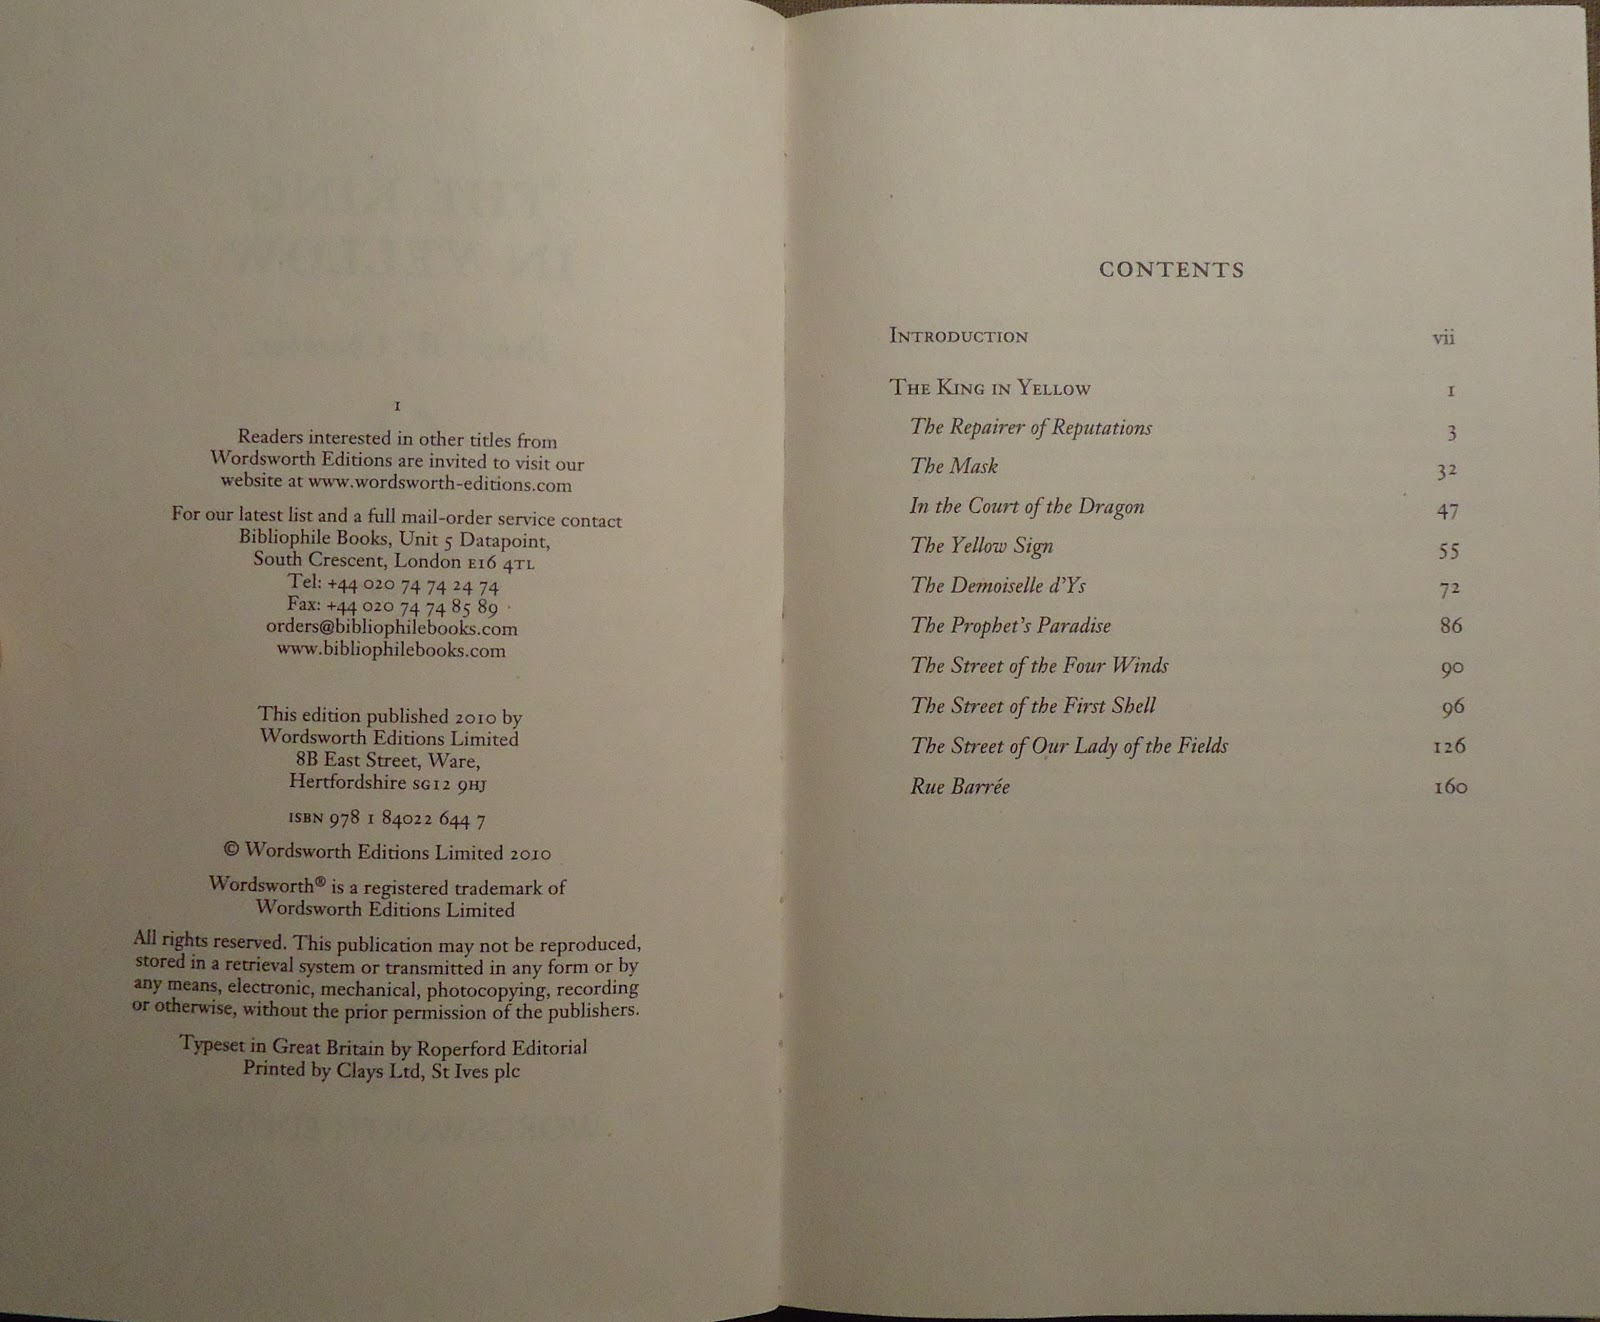 1
Readers interested in other titles from
Wordsworth Editions are invited to visit our
website at www.wordsworth-editions.com
For our latest list and a full mail-order service contact
Bibliophile Books, Unit 5 Datapoint,
South Crescent, London E16 4TL
Tel: +44 020 74 74 24 74
Fax: +44 020 74 74 85 89
orders@bibliophilebooks.com
www.bibliophilebooks.com
This edition published 2010 by
Wordsworth Editions Limited
8B East Street, Ware,
Hertfordshire SG12 9HJ
ISBN 978 1 84022 644 7
© Wordsworth Editions Limited 2010
Wordsworth® is a registered trademark of
Wordsworth Editions Limited
All rights reserved. This publication may not be reproduced,
stored in a retrieval system or transmitted in any form or by
any means, electronic, mechanical, photocopying, recording
or otherwise, without the prior permission of the publishers.
Typeset in Great Britain by Roperford Editorial
Printed by Clays Ltd, St Ives plc
CONTENTS
Introduction vii
The King in Yellow 1
The Repairer of Reputations 3
The Mask 32
In the Court of the Dragon 47
The Yellow Sign 55
The Demoiselle d'Ys 72
The Prophet's Paradise 86
The Street of the Four Winds 90
The Street of the First Shell 96
The Street of Our Lady of the Fields 126
Rue Barrée 160